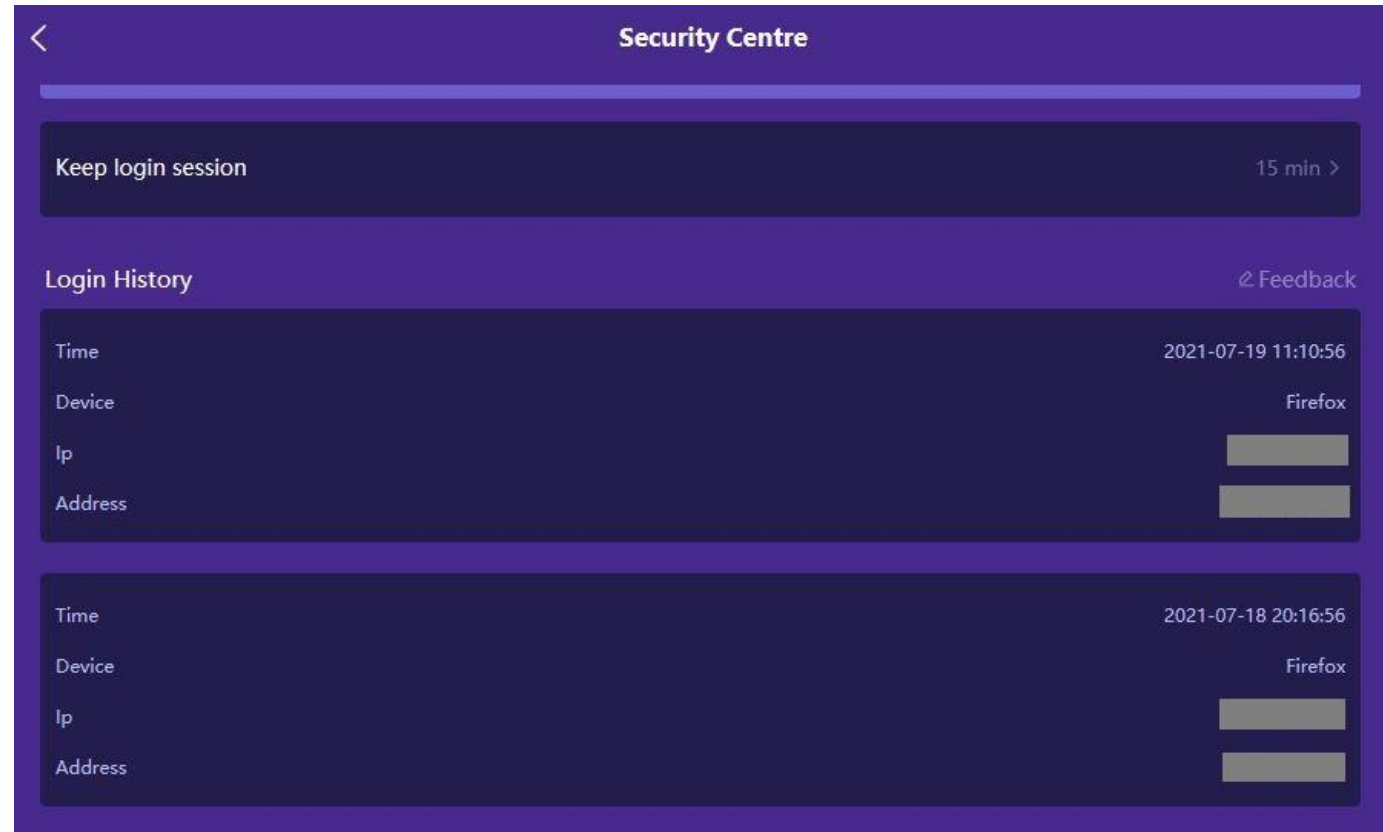 Security Centre
Keep login session 15 min >
Login History Feedback
Time 2021-07-19 11:10:56
Device Firefox
Ip
Address
Time 2021-07-18 20:16:56
Device Firefox
Ip
Address